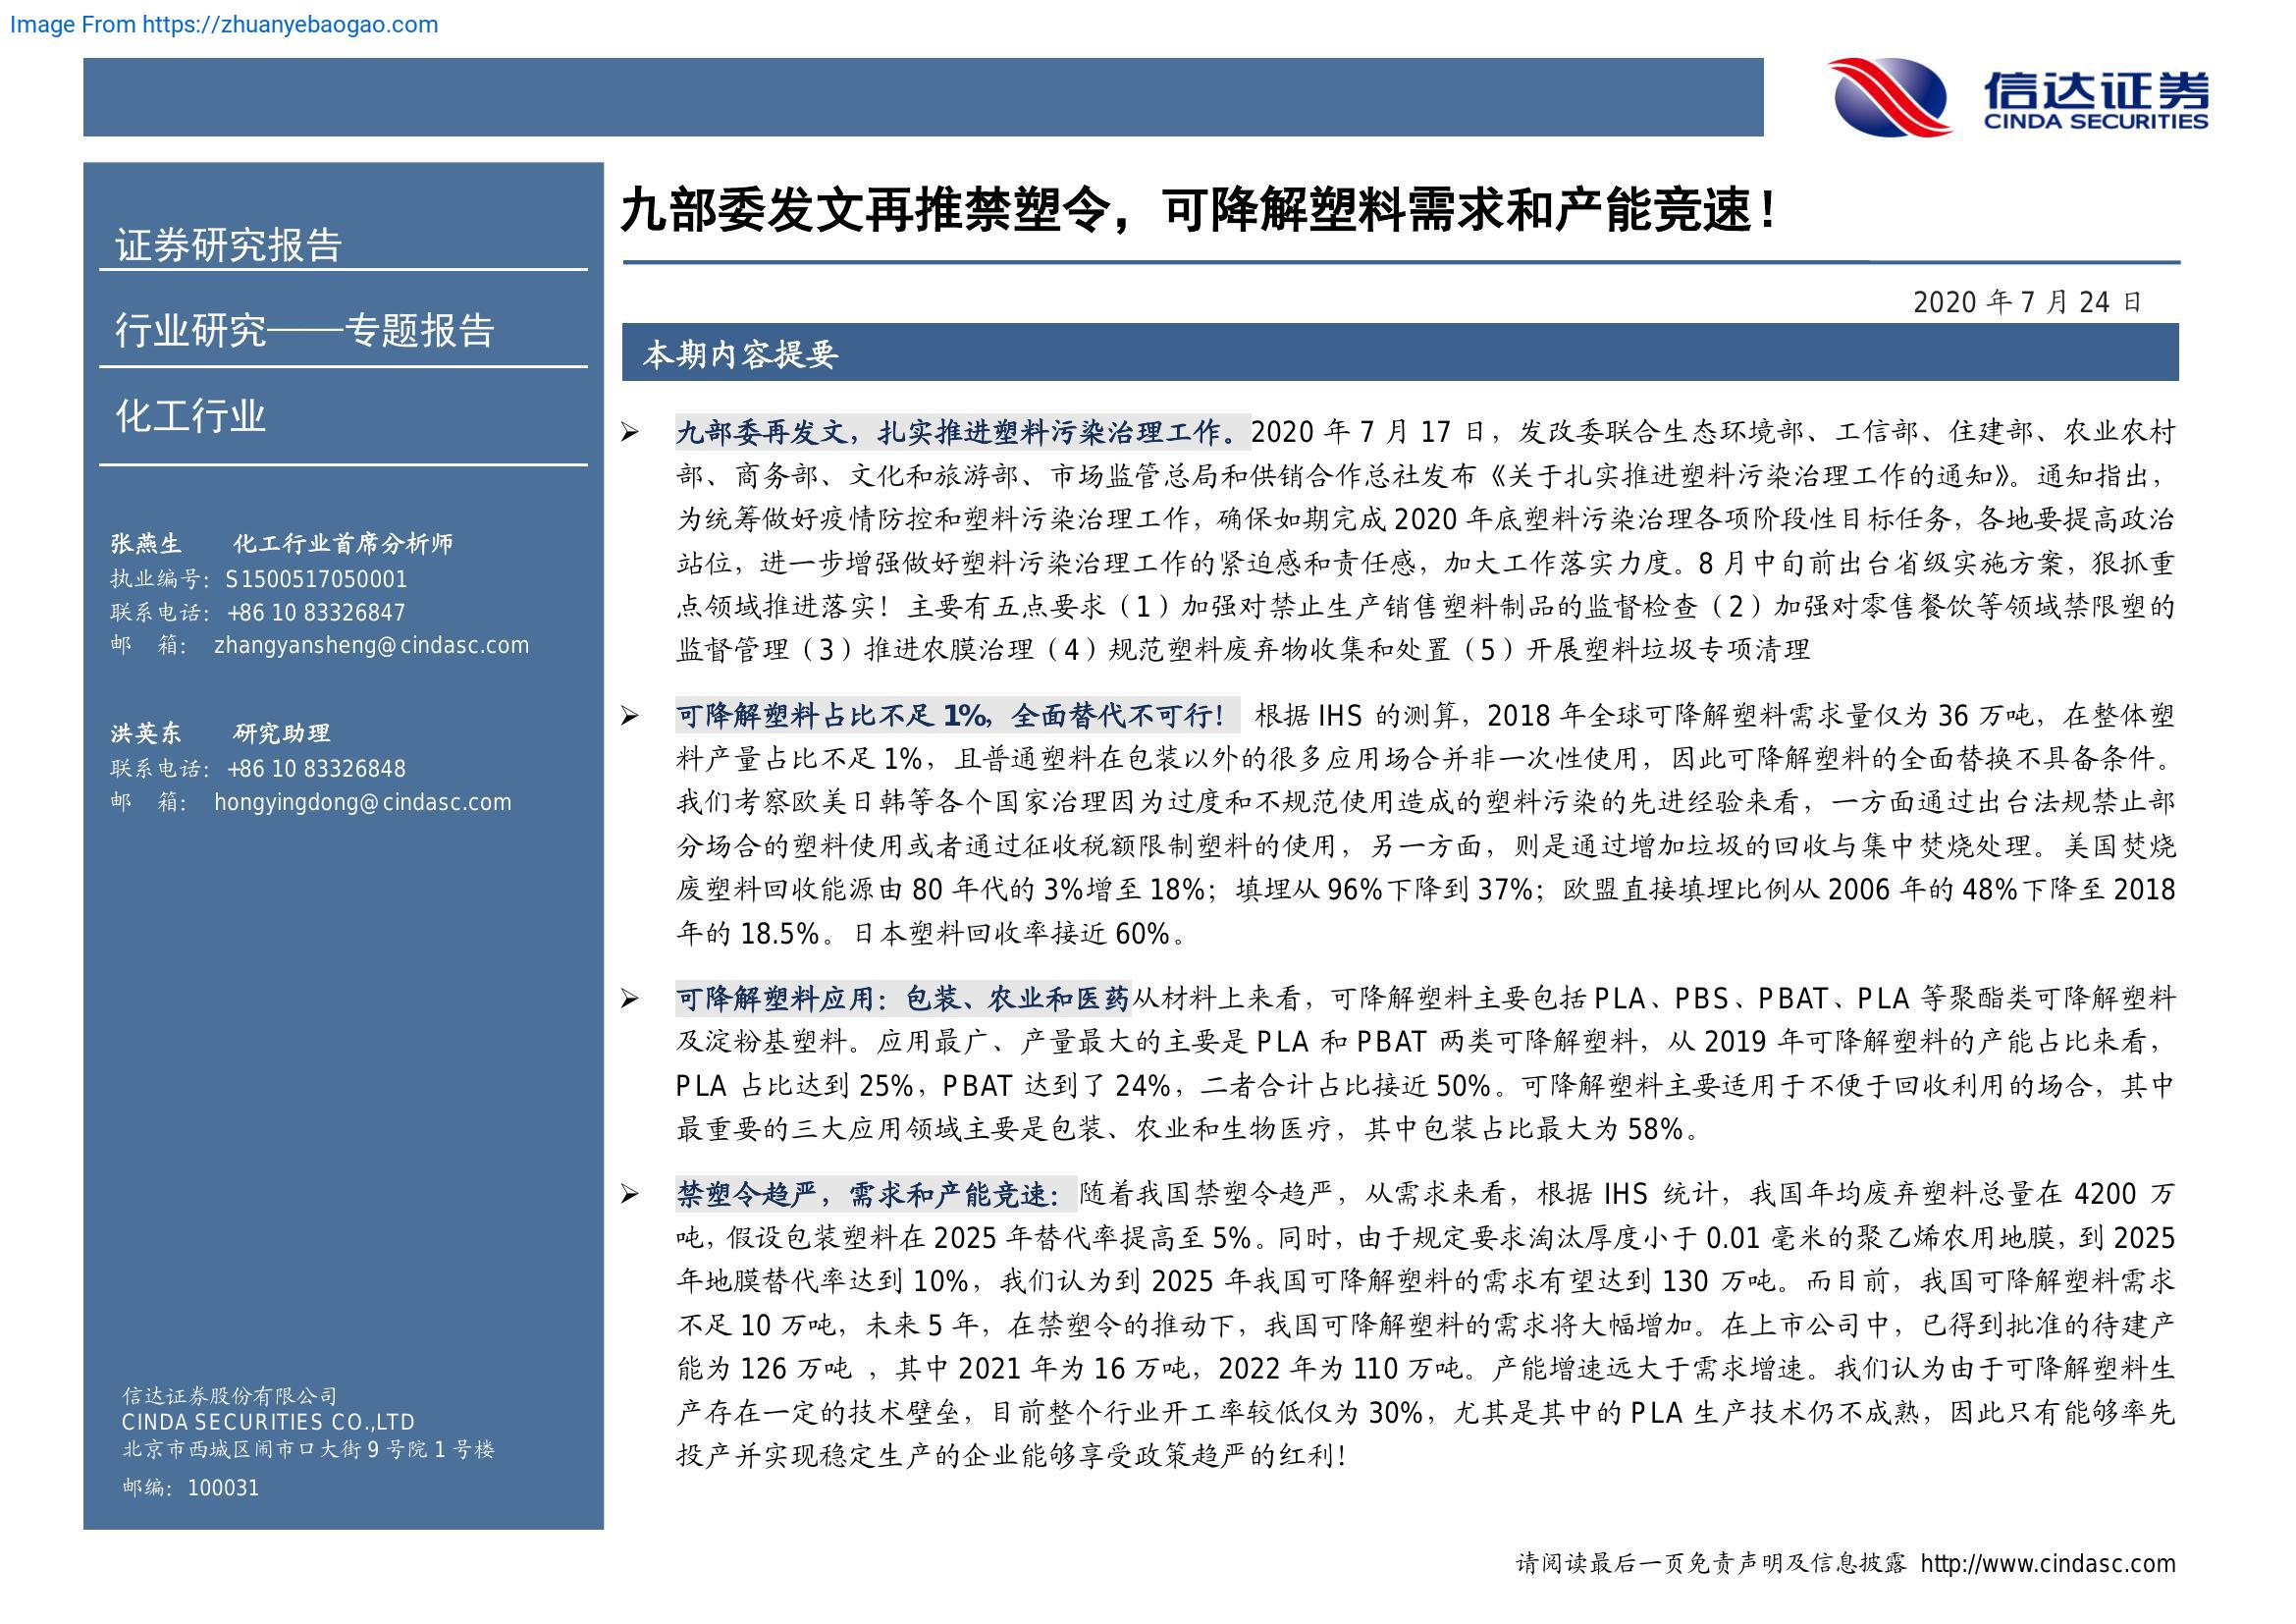 Image From https://zhuanyebaogao.com
信达证券
CINDA SECURITIES
证券研究报告
行业研究——专题报告
化工行业
张燕生 化工行业首席分析师
执业编号：S1500517050001
联系电话：+86 10 83326847
邮 箱： zhangyansheng@cindasc.com
洪英东 研究助理
联系电话：+86 10 83326848
邮 箱： hongyingdong@cindasc.com
信达证券股份有限公司
CINDA SECURITIES CO.,LTD
北京市西城区闹市口大街 9 号院 1 号楼
邮编：100031
九部委发文再推禁塑令，可降解塑料需求和产能竞速！
2020 年 7 月 24 日
本期内容提要
➢ 九部委再发文，扎实推进塑料污染治理工作。2020 年 7 月 17 日，发改委联合生态环境部、工信部、住建部、农业农村
部、商务部、文化和旅游部、市场监管总局和供销合作总社发布《关于扎实推进塑料污染治理工作的通知》。通知指出，
为统筹做好疫情防控和塑料污染治理工作，确保如期完成 2020 年底塑料污染治理各项阶段性目标任务，各地要提高政治
站位，进一步增强做好塑料污染治理工作的紧迫感和责任感，加大工作落实力度。8 月中旬前出台省级实施方案，狠抓重
点领域推进落实！主要有五点要求（1）加强对禁止生产销售塑料制品的监督检查（2）加强对零售餐饮等领域禁限塑的
监督管理（3）推进农膜治理（4）规范塑料废弃物收集和处置（5）开展塑料垃圾专项清理
➢ 可降解塑料占比不足 1%，全面替代不可行！ 根据 IHS 的测算，2018 年全球可降解塑料需求量仅为 36 万吨，在整体塑
料产量占比不足 1%，且普通塑料在包装以外的很多应用场合并非一次性使用，因此可降解塑料的全面替换不具备条件。
我们考察欧美日韩等各个国家治理因为过度和不规范使用造成的塑料污染的先进经验来看，一方面通过出台法规禁止部
分场合的塑料使用或者通过征收税额限制塑料的使用，另一方面，则是通过增加垃圾的回收与集中焚烧处理。美国焚烧
废塑料回收能源由 80 年代的 3%增至 18%；填埋从 96%下降到 37%；欧盟直接填埋比例从 2006 年的 48%下降至 2018
年的 18.5%。日本塑料回收率接近 60%。
➢ 可降解塑料应用：包装、农业和医药从材料上来看，可降解塑料主要包括 PLA、PBS、PBAT、PLA 等聚酯类可降解塑料
及淀粉基塑料。应用最广、产量最大的主要是 PLA 和 PBAT 两类可降解塑料，从 2019 年可降解塑料的产能占比来看，
PLA 占比达到 25%，PBAT 达到了 24%，二者合计占比接近 50%。可降解塑料主要适用于不便于回收利用的场合，其中
最重要的三大应用领域主要是包装、农业和生物医疗，其中包装占比最大为 58%。
➢ 禁塑令趋严，需求和产能竞速：随着我国禁塑令趋严，从需求来看，根据 IHS 统计，我国年均废弃塑料总量在 4200 万
吨，假设包装塑料在 2025 年替代率提高至 5%。同时，由于规定要求淘汰厚度小于 0.01 毫米的聚乙烯农用地膜，到 2025
年地膜替代率达到 10%，我们认为到 2025 年我国可降解塑料的需求有望达到 130 万吨。而目前，我国可降解塑料需求
不足 10 万吨，未来 5 年，在禁塑令的推动下，我国可降解塑料的需求将大幅增加。在上市公司中，已得到批准的待建产
能为 126 万吨 ，其中 2021 年为 16 万吨，2022 年为 110 万吨。产能增速远大于需求增速。我们认为由于可降解塑料生
产存在一定的技术壁垒，目前整个行业开工率较低仅为 30%，尤其是其中的 PLA 生产技术仍不成熟，因此只有能够率先
投产并实现稳定生产的企业能够享受政策趋严的红利！
请阅读最后一页免责声明及信息披露 http://www.cindasc.com